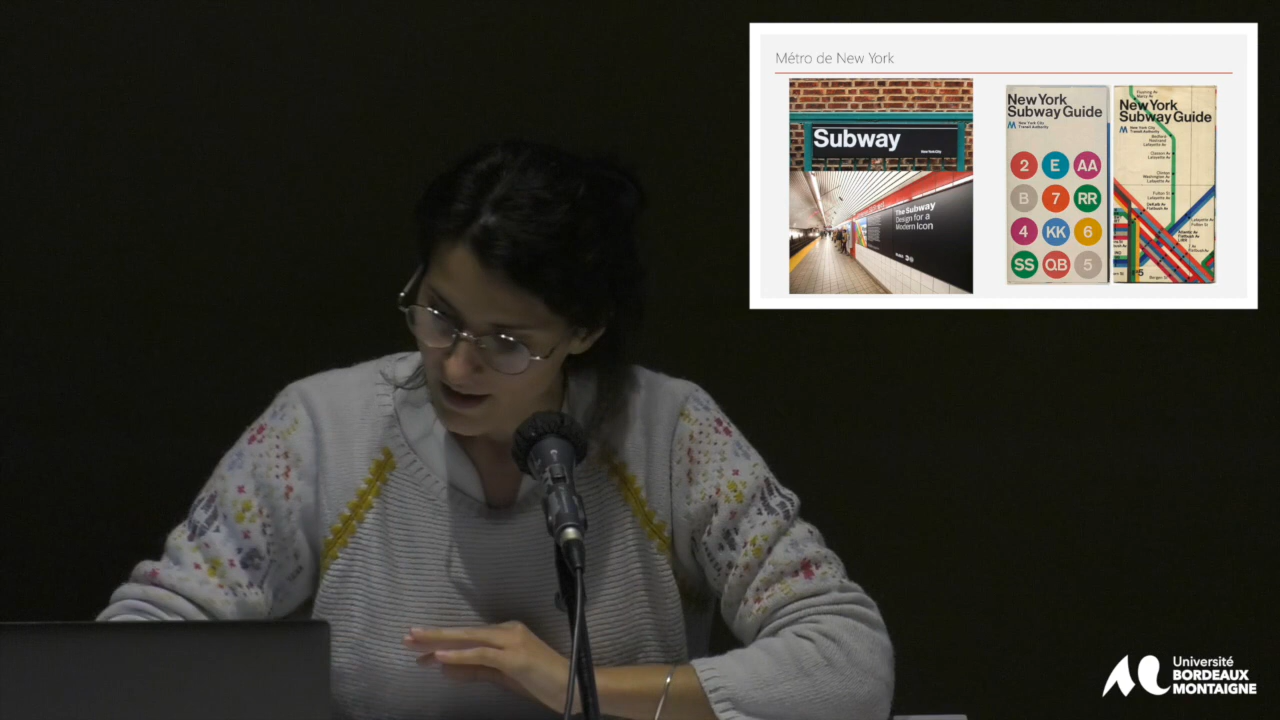 Métro de New York
Subway
New York City
The Subway
Design for a
Modern Icon
New York
Subway Guide
New York City
Transit Authority
2 E AA
B 7 RR
4 KK 6
SS QB 5
New York
Subway Guide
New York City
Transit Authority
Université
BORDEAUX
MONTAIGNE